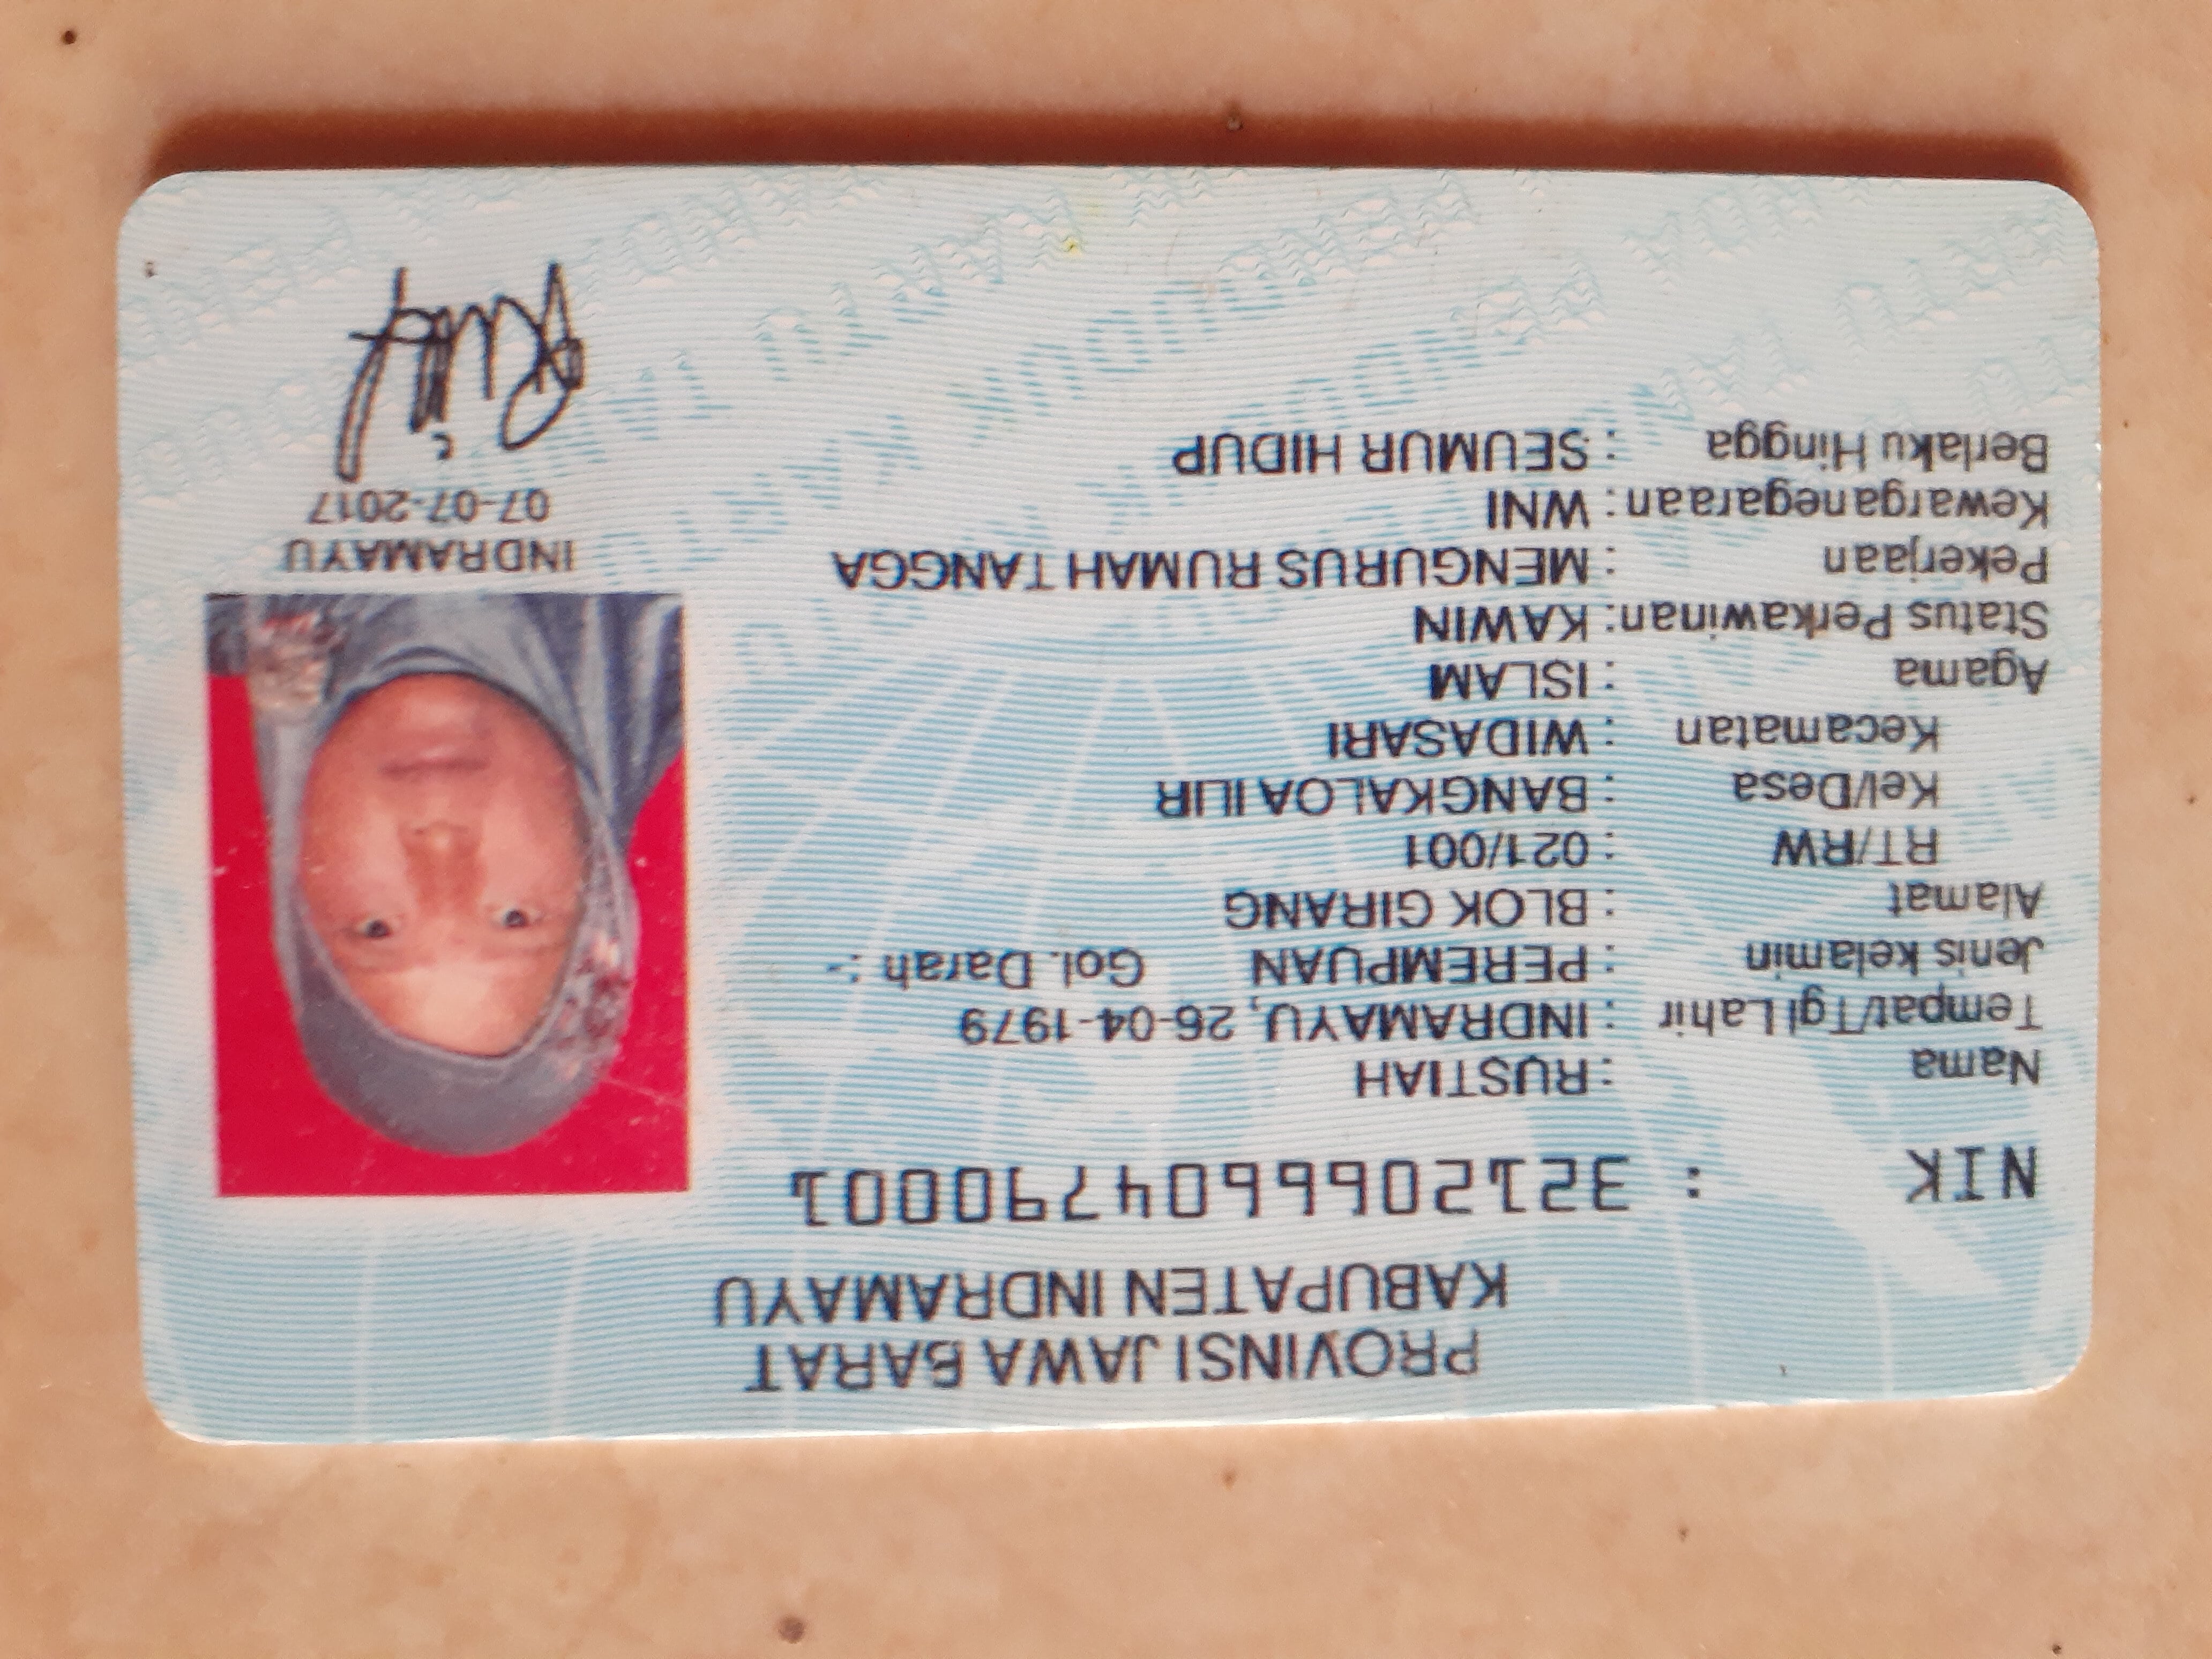 PROVINSI JAWA BARAT
KABUPATEN INDRAMAYU
NIK : 3212066604790001
Nama : RUSTIAH
Tempat/Tgl Lahir : INDRAMAYU, 26-04-1979
Jenis kelamin : PEREMPUAN Gol. Darah : -
Alamat : BLOK GIRANG
RT/RW : 021/001
Kel/Desa : BANGKALOA ILIR
Kecamatan : WIDASARI
Agama : ISLAM
Status Perkawinan: KAWIN
Pekerjaan : MENGURUS RUMAH TANGGA
Kewarganegaraan: WNI
Berlaku Hingga : SEUMUR HIDUP
INDRAMAYU
07-07-2017